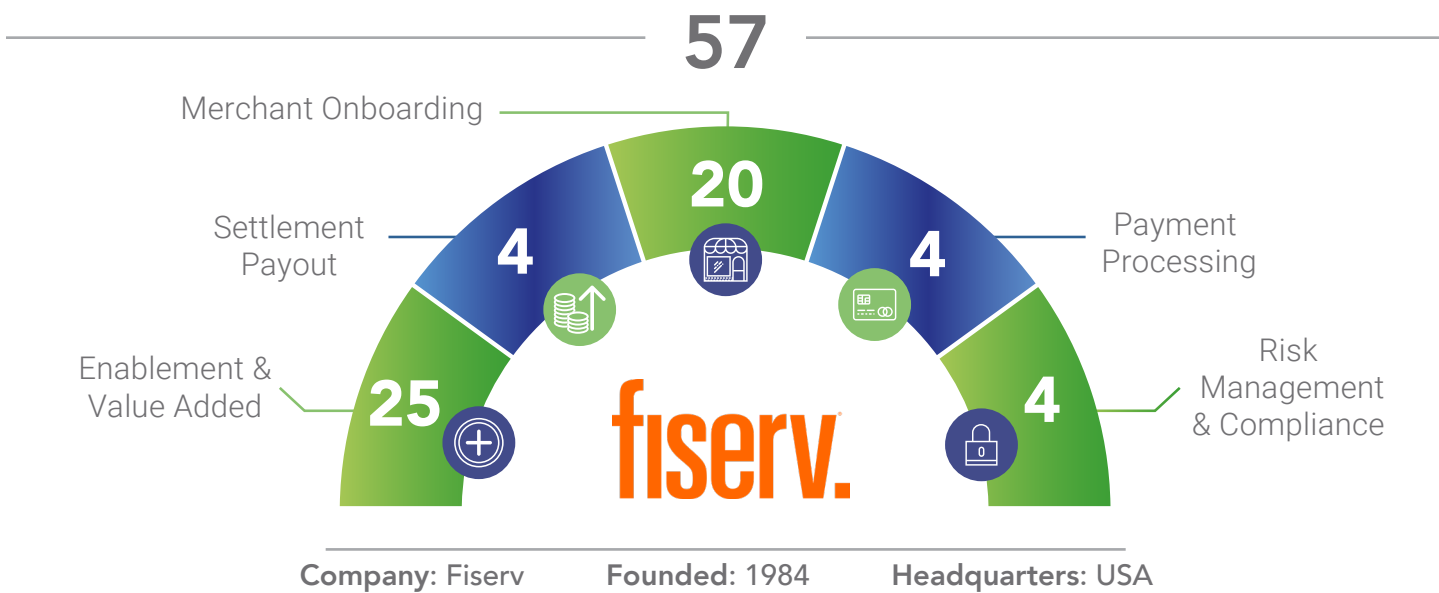 57
Merchant Onboarding
20
Settlement
Payout
4
4
Payment
Processing
Enablement &
Value Added
25
4
Risk
Management
& Compliance
fiserv.
Company: Fiserv Founded: 1984 Headquarters: USA